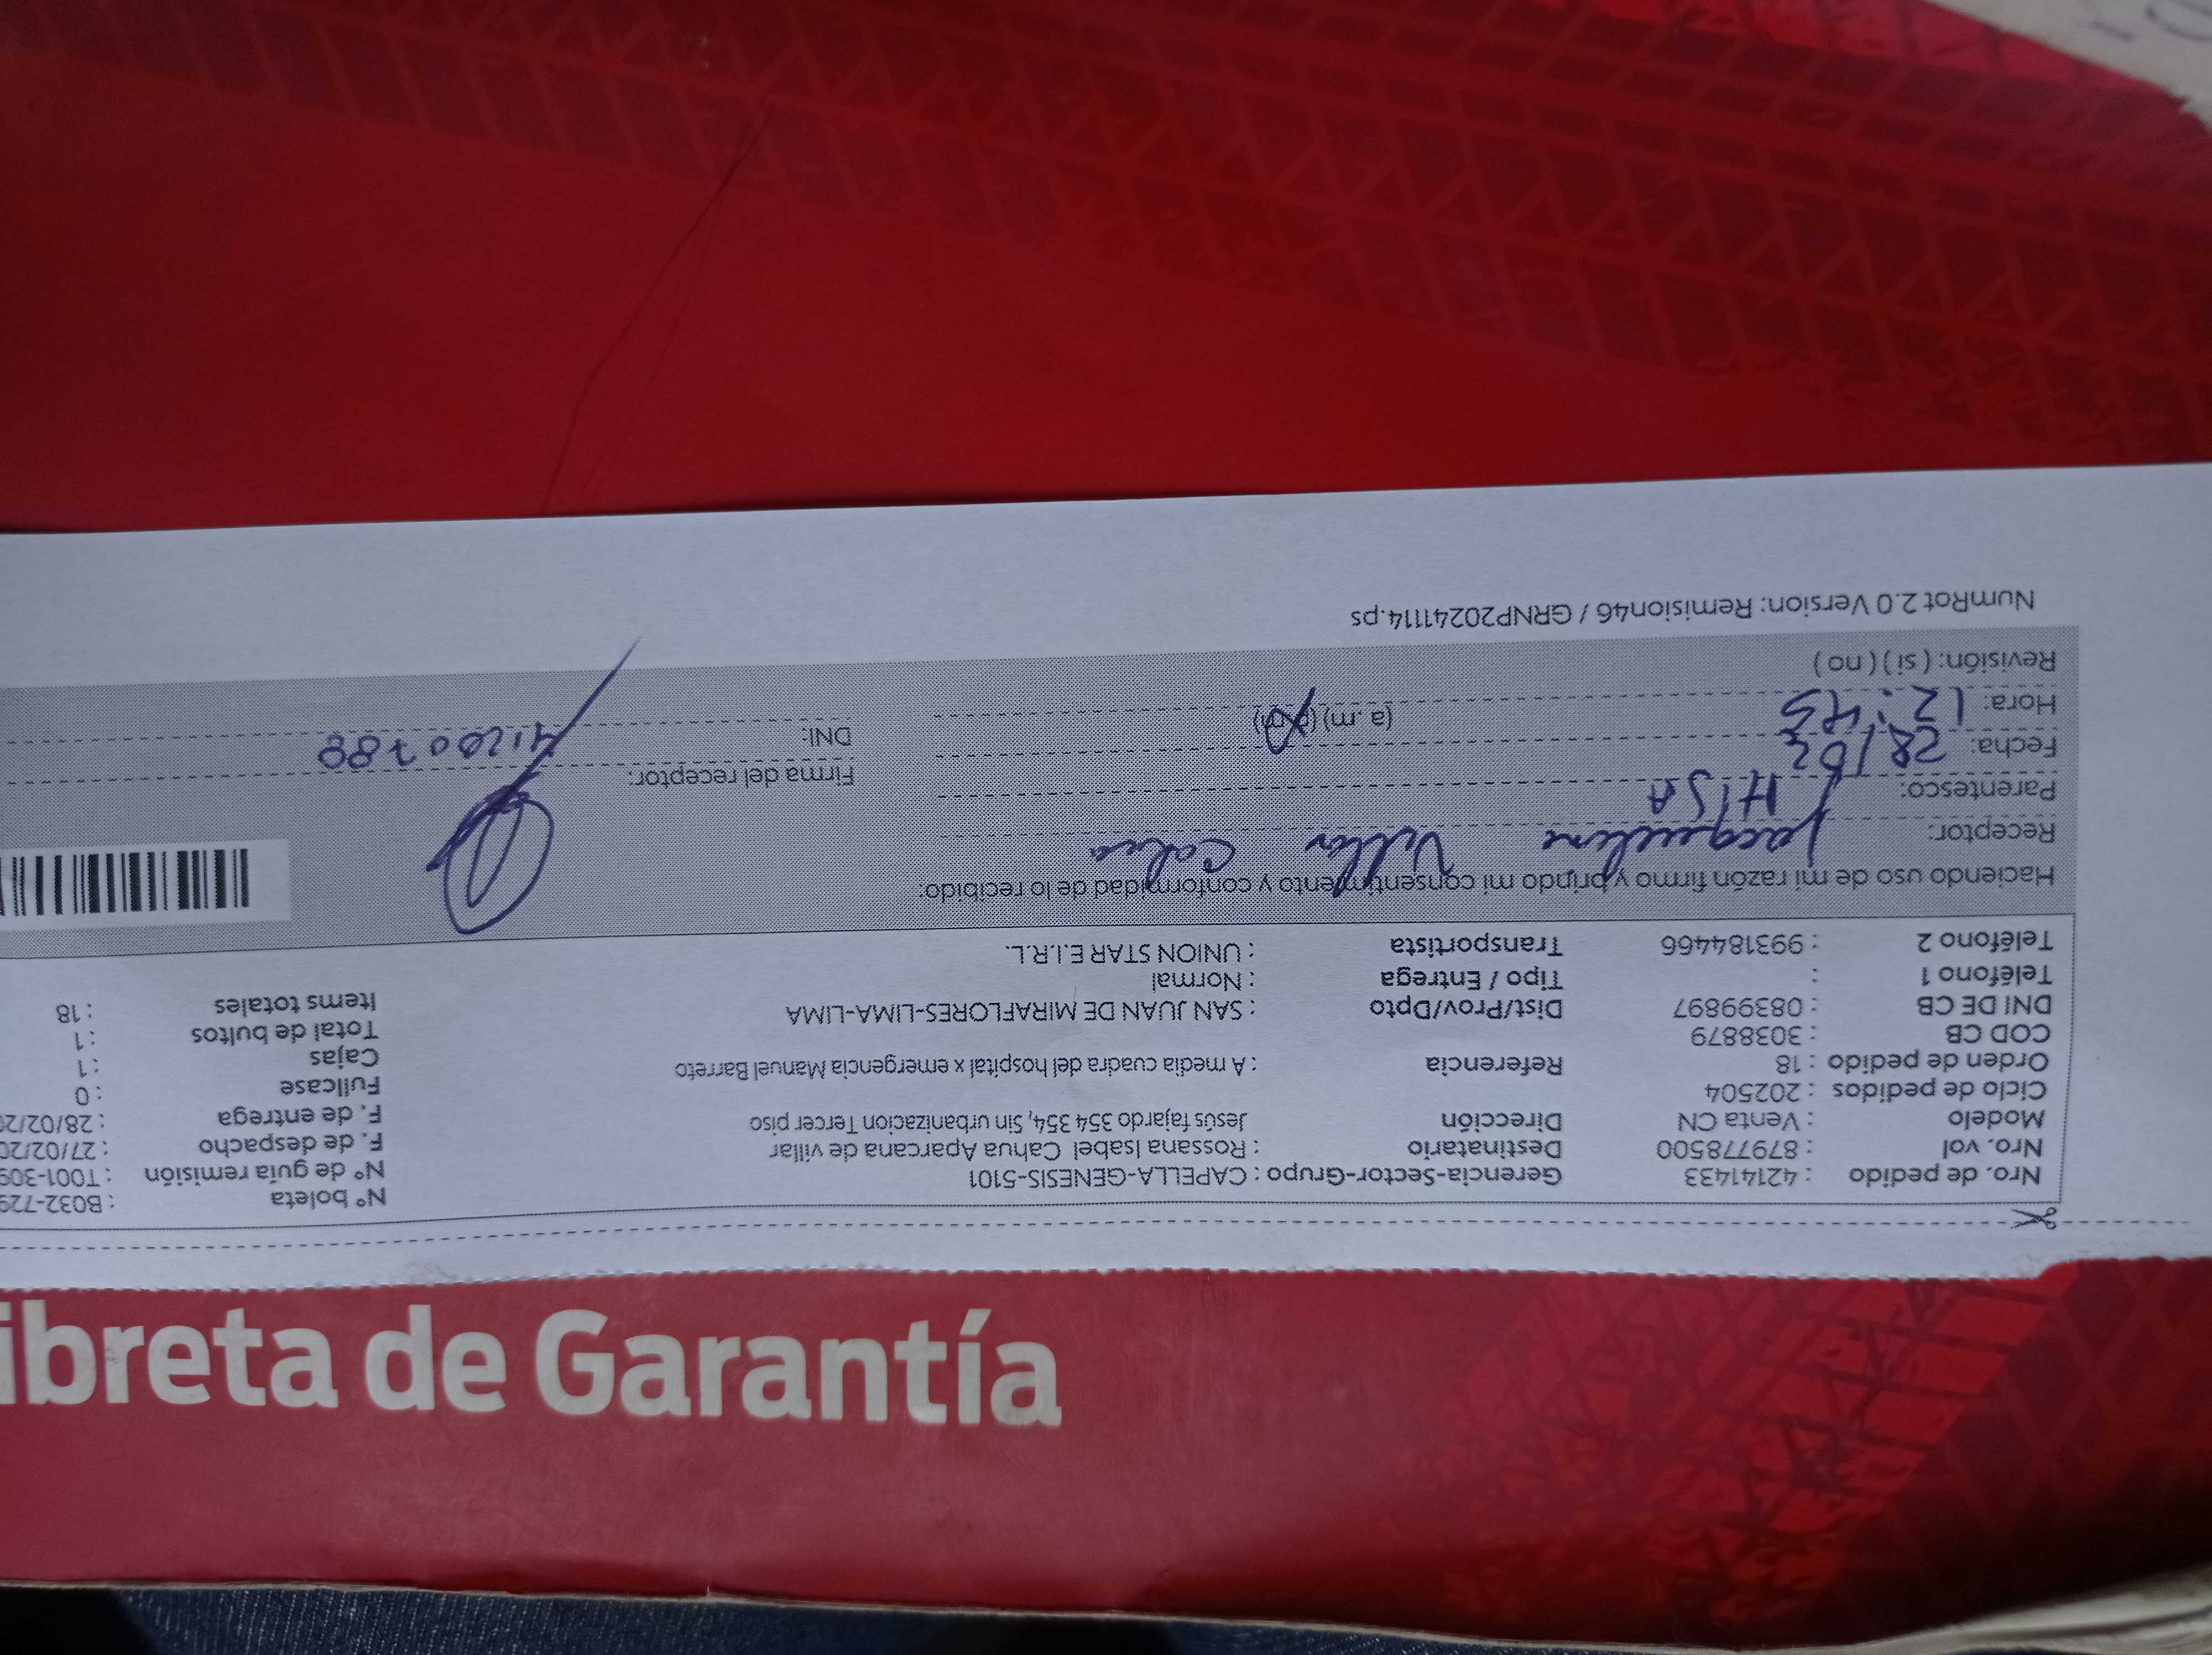 Nro. de pedido : 42141433 Gerencia-Sector-Grupo : CAPELLA-GENESIS-5101 N° boleta : B032-729
Nro. vol : 879778500 Destinatario : Rossana Isabel Cahua Aparcana de villar N° de guía remisión : T001-309
Modelo : Venta CN Dirección Jesús fajardo 354 354, Sin urbanizacion Tercer piso F. de despacho : 27/02/20
Ciclo de pedidos : 202504 F. de entrega : 28/02/20
Orden de pedido : 18 Referencia : A media cuadra del hospital x emergencia Manuel Barreto Fullcase : 0
COD CB : 3038879 Cajas : 1
DNI DE CB : 08399897 Dist/Prov/Dpto : SAN JUAN DE MIRAFLORES-LIMA-LIMA Total de bultos : 1
Teléfono 1 : Tipo / Entrega : Normal Items totales : 18
Teléfono 2 : 993184466 Transportista : UNION STAR E.I.R.L.
Haciendo uso de mi razón firmo y brindo mi consentimiento y conformidad de lo recibido:
Receptor: Jacqueline Villar Cahua
Parentesco: HIJA Firma del receptor:
Fecha: 28/02 DNI: 41200788
Hora: 12:45 (a. m) (p.m)
Revisión: ( si ) ( no )
NumRot 2.0 Version: Remision46 / GRNP20241114.ps
ibreta de Garantía